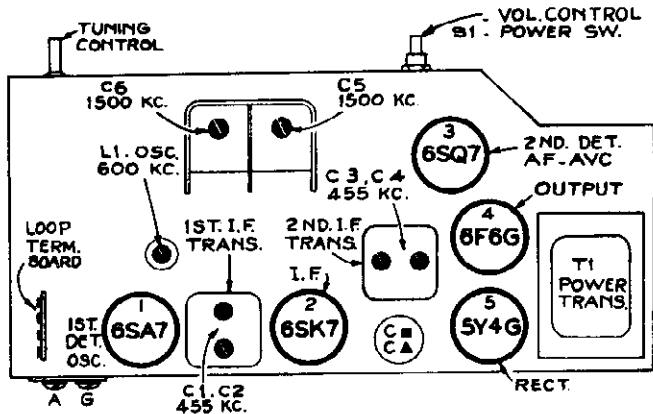 TUNING
CONTROL
VOL. CONTROL
S1 - POWER SW.
C6
1500 KC.
C5
1500 KC.
L1. OSC.
600 KC.
3
6SQ7
2ND. DET.
AF-AVC
C3, C4
455 KC.
OUTPUT
1ST. I.F.
TRANS.
2ND. I.F.
TRANS.
4
6F6G
LOOP
TERM.
BOARD
I.F.
T1
POWER
TRANS.
1ST.
DET.
OSC.
1
6SA7
2
6SK7
C ■
C ▲
5
5Y4G
C1, C2
455 KC.
RECT.
A G